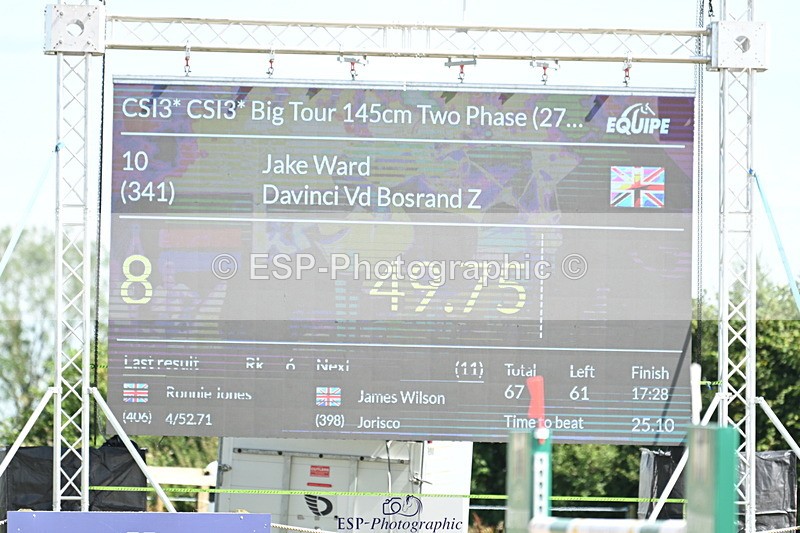 CSI3* CSI3* Big Tour 145cm Two Phase (27...
EQUIPE
10 Jake Ward
(341) Davinci Vd Bosrand Z
8 49.75
© ESP-Photographic ©
Last result Rk 6 Next (11) Total Left Finish
Ronnie Jones James Wilson 67 61 17:28
(406) 4/52.71 (398) Jorisco Time to beat 25.10
ESP-Photographic